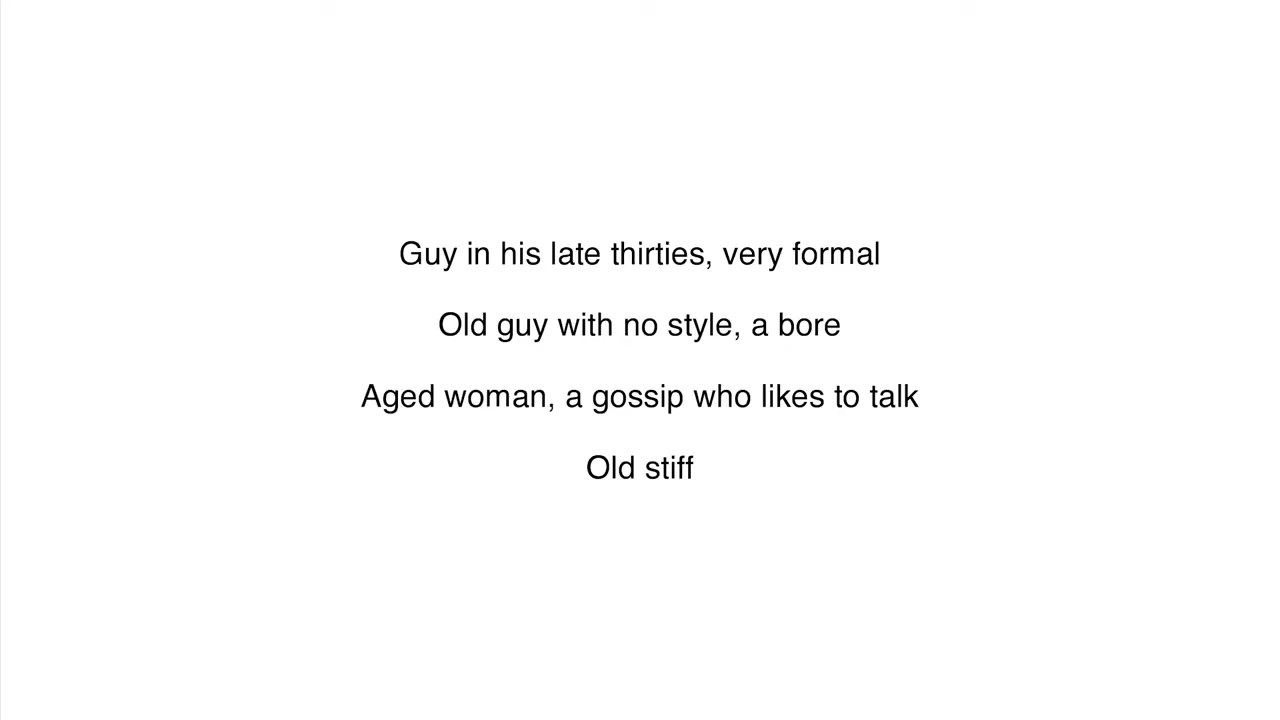 Guy in his late thirties, very formal
Old guy with no style, a bore
Aged woman, a gossip who likes to talk
Old stiff